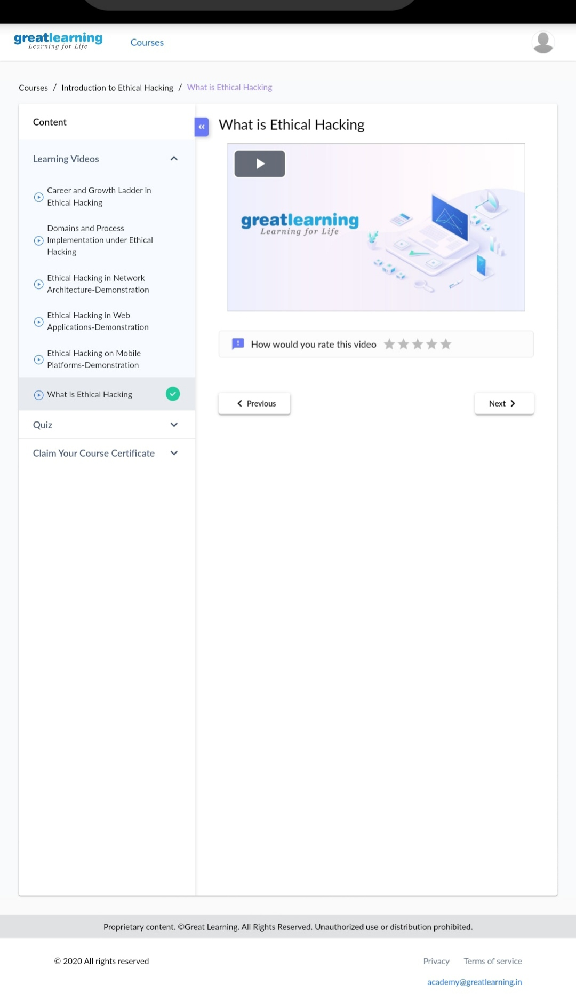 greatlearning
Learning for Life
Courses
Courses / Introduction to Ethical Hacking / What is Ethical Hacking
Content
Learning Videos
Career and Growth Ladder in
Ethical Hacking
Domains and Process
Implementation under Ethical
Hacking
Ethical Hacking in Network
Architecture-Demonstration
Ethical Hacking in Web
Applications-Demonstration
Ethical Hacking on Mobile
Platforms-Demonstration
What is Ethical Hacking
Quiz
Claim Your Course Certificate
What is Ethical Hacking
greatlearning
Learning for Life
How would you rate this video
Previous
Next
Proprietary content. ©Great Learning. All Rights Reserved. Unauthorized use or distribution prohibited.
© 2020 All rights reserved
Privacy Terms of service
academy@greatlearning.in